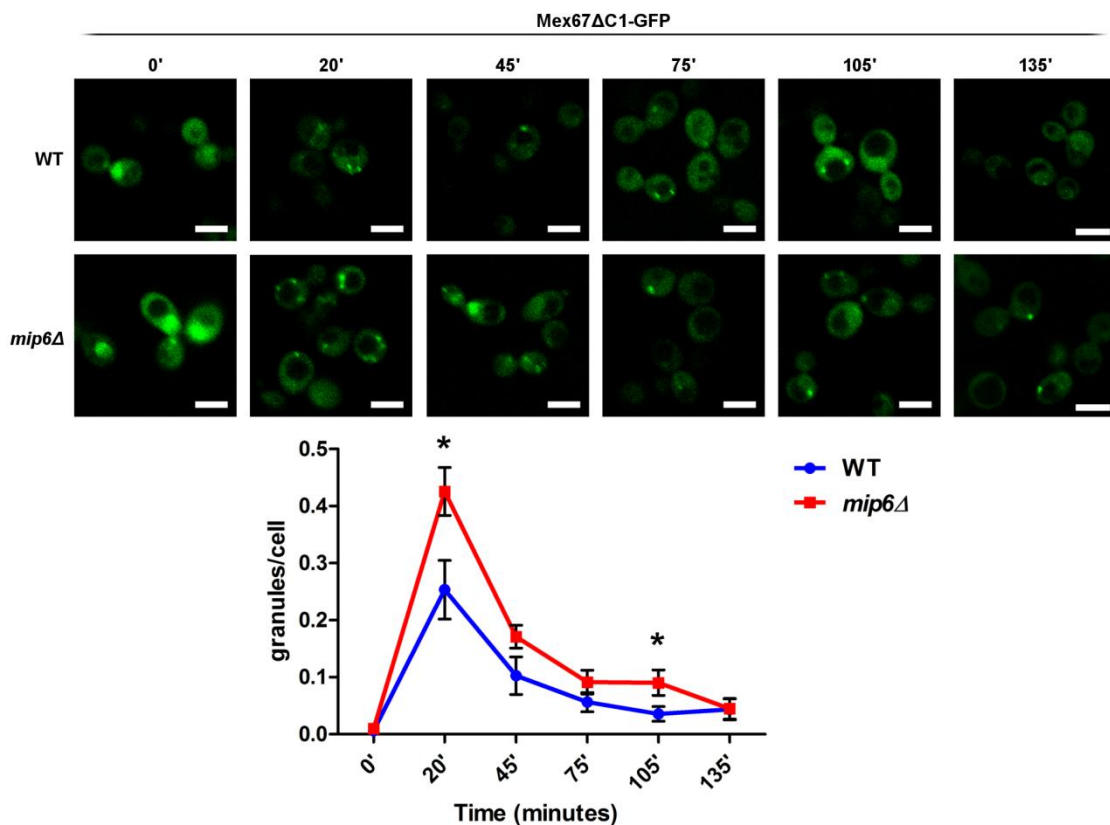 Mex67ΔC1-GFP
0' 20' 45' 75' 105' 135'
WT
mip6Δ
granules/cell
0.5
0.4
0.3
0.2
0.1
0.0
*
*
0' 20' 45' 75' 105' 135'
Time (minutes)
WT
mip6Δ